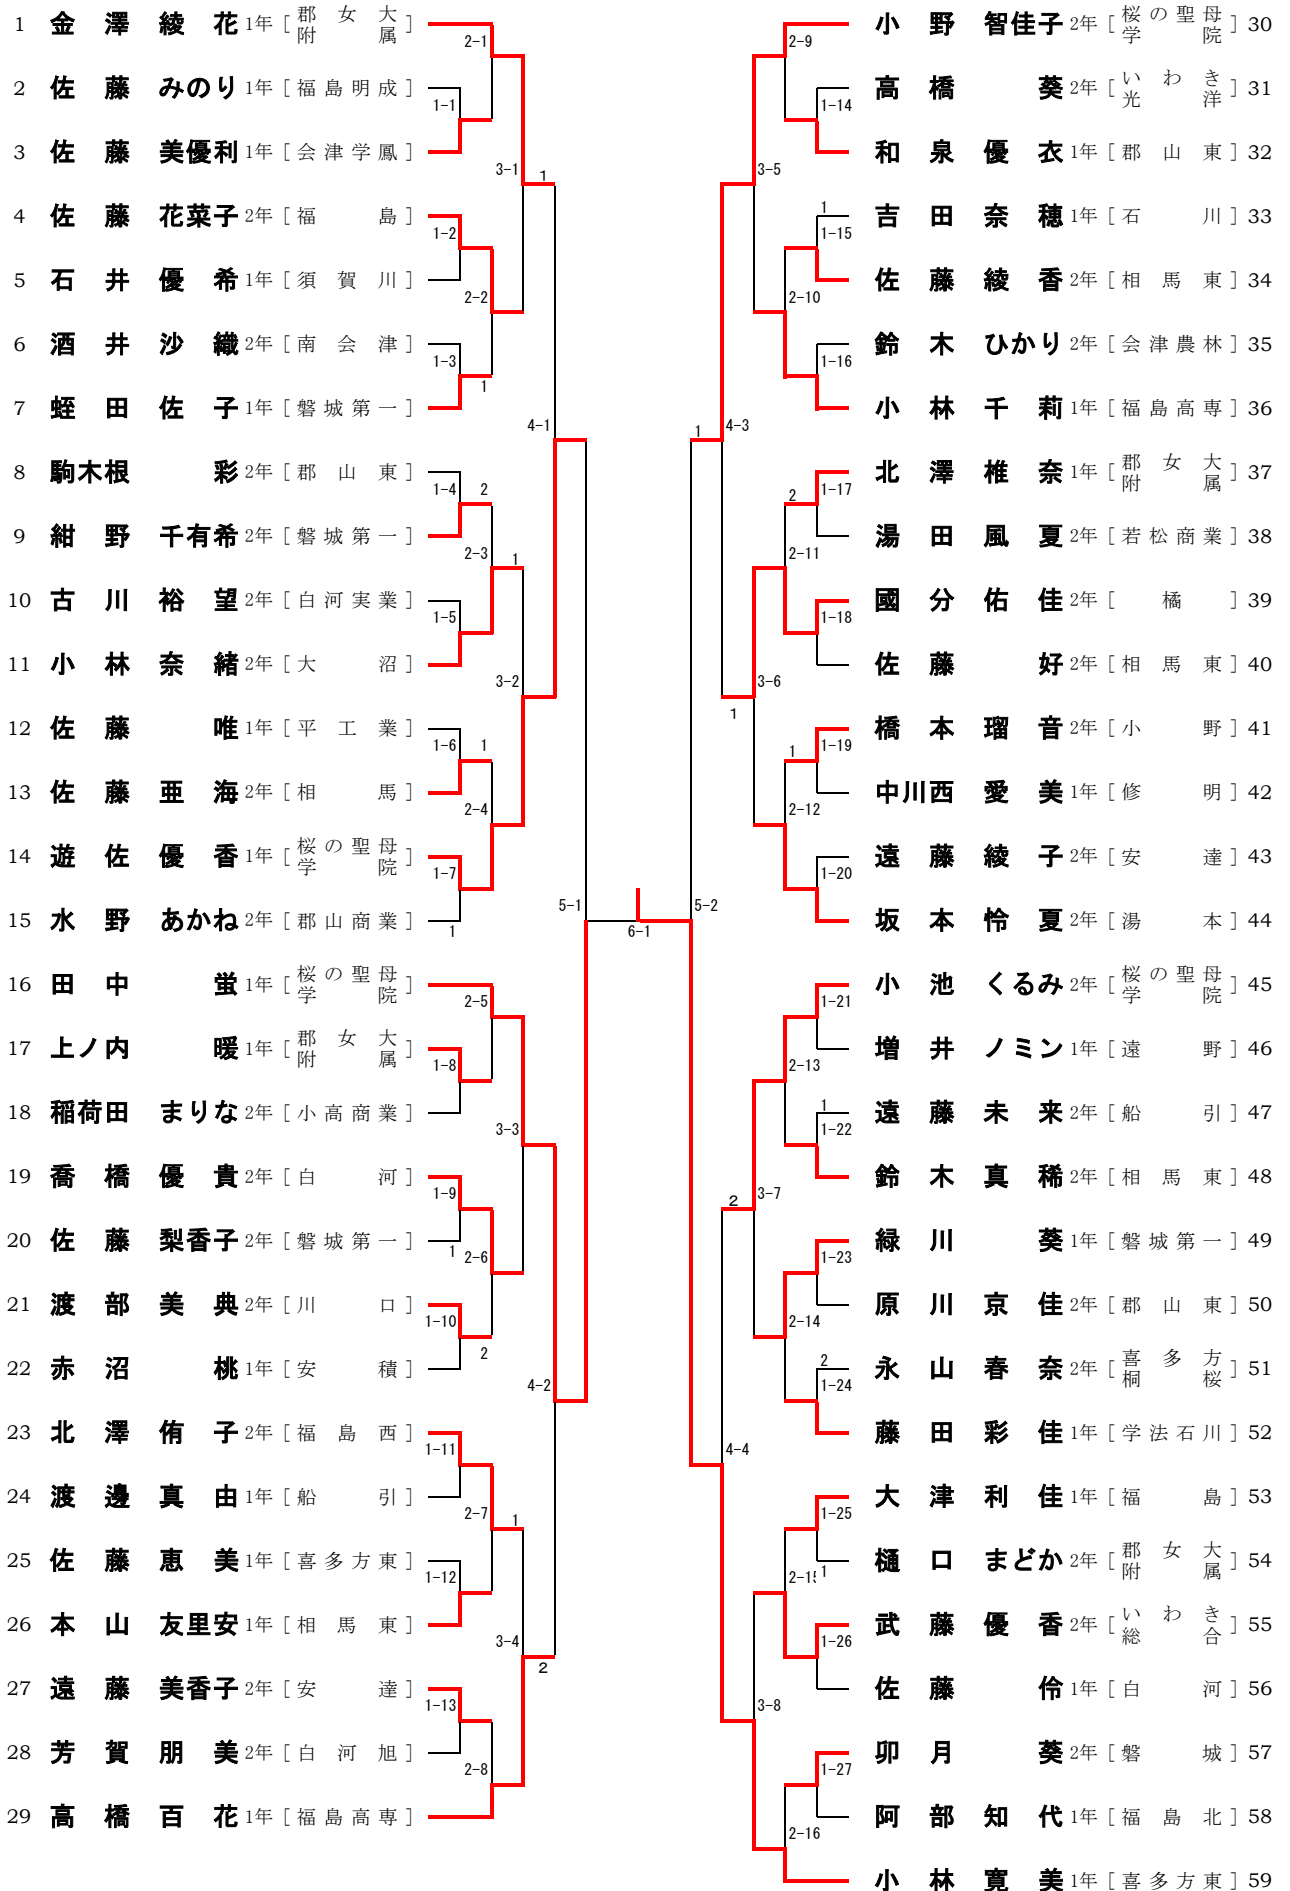 1 金澤綾花 1年 [郡女大附属]
2 佐藤みのり 1年 [福島明成]
3 佐藤美優利 1年 [会津学鳳]
4 佐藤花菜子 2年 [福島]
5 石井優希 1年 [須賀川]
6 酒井沙織 2年 [南会津]
7 蛭田佐子 1年 [磐城第一]
8 駒木根彩 2年 [郡山東]
9 紺野千有希 2年 [磐城第一]
10 古川裕望 2年 [白河実業]
11 小林奈緒 2年 [大沼]
12 佐藤唯 1年 [平工業]
13 佐藤亜海 2年 [相馬]
14 遊佐優香 1年 [桜の聖母学院]
15 水野あかね 2年 [郡山商業]
16 田中蛍 1年 [桜の聖母学院]
17 上ノ内暖 1年 [郡女大附属]
18 稲荷田まりな 2年 [小高商業]
19 喬橋優貴 2年 [白河]
20 佐藤梨香子 2年 [磐城第一]
21 渡部美典 2年 [川口]
22 赤沼桃 1年 [安積]
23 北澤侑子 2年 [福島西]
24 渡邊真由 1年 [船引]
25 佐藤恵美 1年 [喜多方東]
26 本山友里安 1年 [相馬東]
27 遠藤美香子 2年 [安達]
28 芳賀朋美 2年 [白河旭]
29 高橋百花 1年 [福島高専]
2-1
1-1
3-1 1
1-2
2-2
1-3
1
4-1
1-4 2
2-3 1
1-5
3-2
1-6 1
2-4
1-7
1
5-1
2-5
1-8
3-3
1-9
1
2-6
1-10
2
4-2
1-11
2-7 1
1-12
3-4
2
1-13
2-8
6-1
2-9
1-14
3-5
1
1-15
2-10
1-16
1 4-3
2 1-17
2-11
1-18
3-6
1
1 1-19
2-12
1-20
5-2
1-21
2-13
1
1-22
2 3-7
1-23
2-14
2
1-24
4-4
1-25
2-15 1
1-26
3-8
1-27
2-16
小野智佳子 2年 [桜の聖母学院] 30
高橋葵 2年 [いわき光洋] 31
和泉優衣 1年 [郡山東] 32
吉田奈穂 1年 [石川] 33
佐藤綾香 2年 [相馬東] 34
鈴木ひかり 2年 [会津農林] 35
小林千莉 1年 [福島高専] 36
北澤椎奈 1年 [郡女大附属] 37
湯田風夏 2年 [若松商業] 38
國分佑佳 2年 [橘] 39
佐藤好 2年 [相馬東] 40
橋本瑠音 2年 [小野] 41
中川西愛美 1年 [修明] 42
遠藤綾子 2年 [安達] 43
坂本怜夏 2年 [湯本] 44
小池くるみ 2年 [桜の聖母学院] 45
増井ノミン 1年 [遠野] 46
遠藤未来 2年 [船引] 47
鈴木真稀 2年 [相馬東] 48
緑川葵 1年 [磐城第一] 49
原川京佳 2年 [郡山東] 50
永山春奈 2年 [喜多方桐桜] 51
藤田彩佳 1年 [学法石川] 52
大津利佳 1年 [福島] 53
樋口まどか 2年 [郡女大附属] 54
武藤優香 2年 [いわき総合] 55
佐藤伶 1年 [白河] 56
卯月葵 2年 [磐城] 57
阿部知代 1年 [福島北] 58
小林寛美 1年 [喜多方東] 59